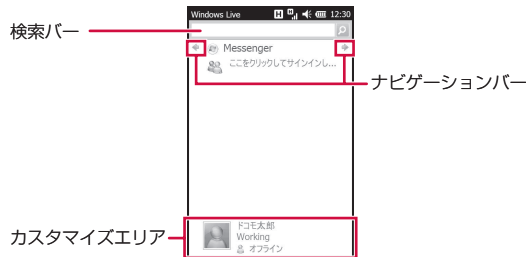 Windows Live 12:30
検索バー
Messenger
ここをクリックしてサインインし...
ナビゲーションバー
ドコモ太郎
Working
カスタマイズエリア
オフライン